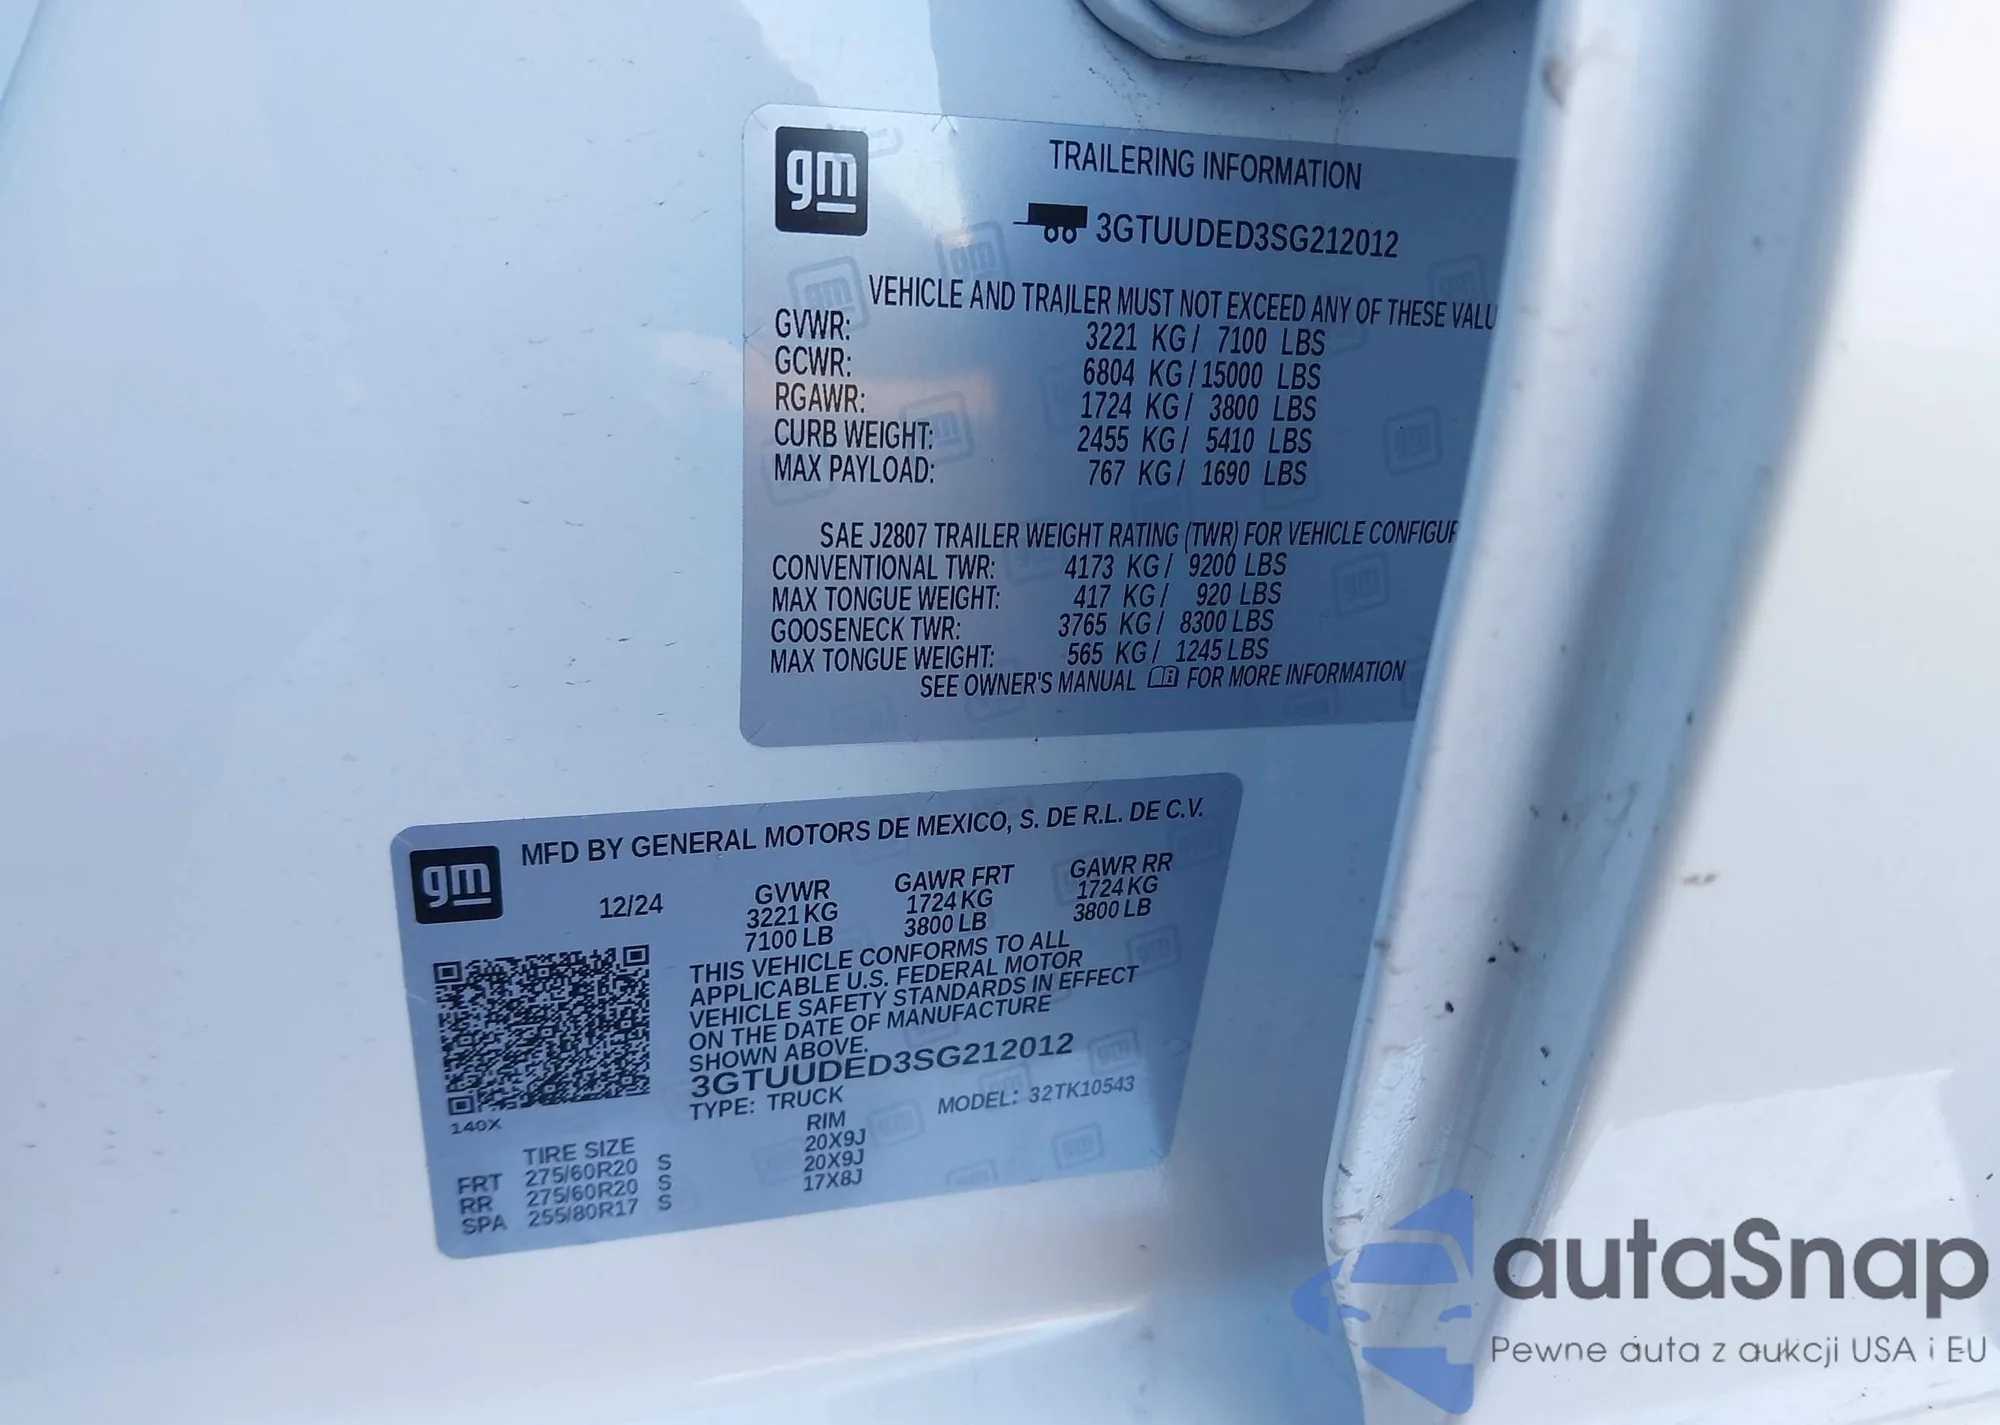 gm
TRAILERING INFORMATION
3GTUUDED3SG212012
VEHICLE AND TRAILER MUST NOT EXCEED ANY OF THESE VALU
GVWR: 3221 KG / 7100 LBS
GCWR: 6804 KG / 15000 LBS
RGAWR: 1724 KG / 3800 LBS
CURB WEIGHT: 2455 KG / 5410 LBS
MAX PAYLOAD: 767 KG / 1690 LBS
SAE J2807 TRAILER WEIGHT RATING (TWR) FOR VEHICLE CONFIGUR
CONVENTIONAL TWR: 4173 KG / 9200 LBS
MAX TONGUE WEIGHT: 417 KG / 920 LBS
GOOSENECK TWR: 3765 KG / 8300 LBS
MAX TONGUE WEIGHT: 565 KG / 1245 LBS
SEE OWNER'S MANUAL FOR MORE INFORMATION
gm
MFD BY GENERAL MOTORS DE MEXICO, S. DE R.L. DE C.V.
12/24 GVWR GAWR FRT GAWR RR
3221 KG 1724 KG 1724 KG
7100 LB 3800 LB 3800 LB
THIS VEHICLE CONFORMS TO ALL
APPLICABLE U.S. FEDERAL MOTOR
VEHICLE SAFETY STANDARDS IN EFFECT
ON THE DATE OF MANUFACTURE
SHOWN ABOVE.
3GTUUDED3SG212012
TYPE: TRUCK MODEL: 32TK10543
140X
TIRE SIZE RIM
FRT 275/60R20 S 20X9J
RR 275/60R20 S 20X9J
SPA 255/80R17 S 17X8J
autaSnap
Pewne auta z aukcji USA i EU